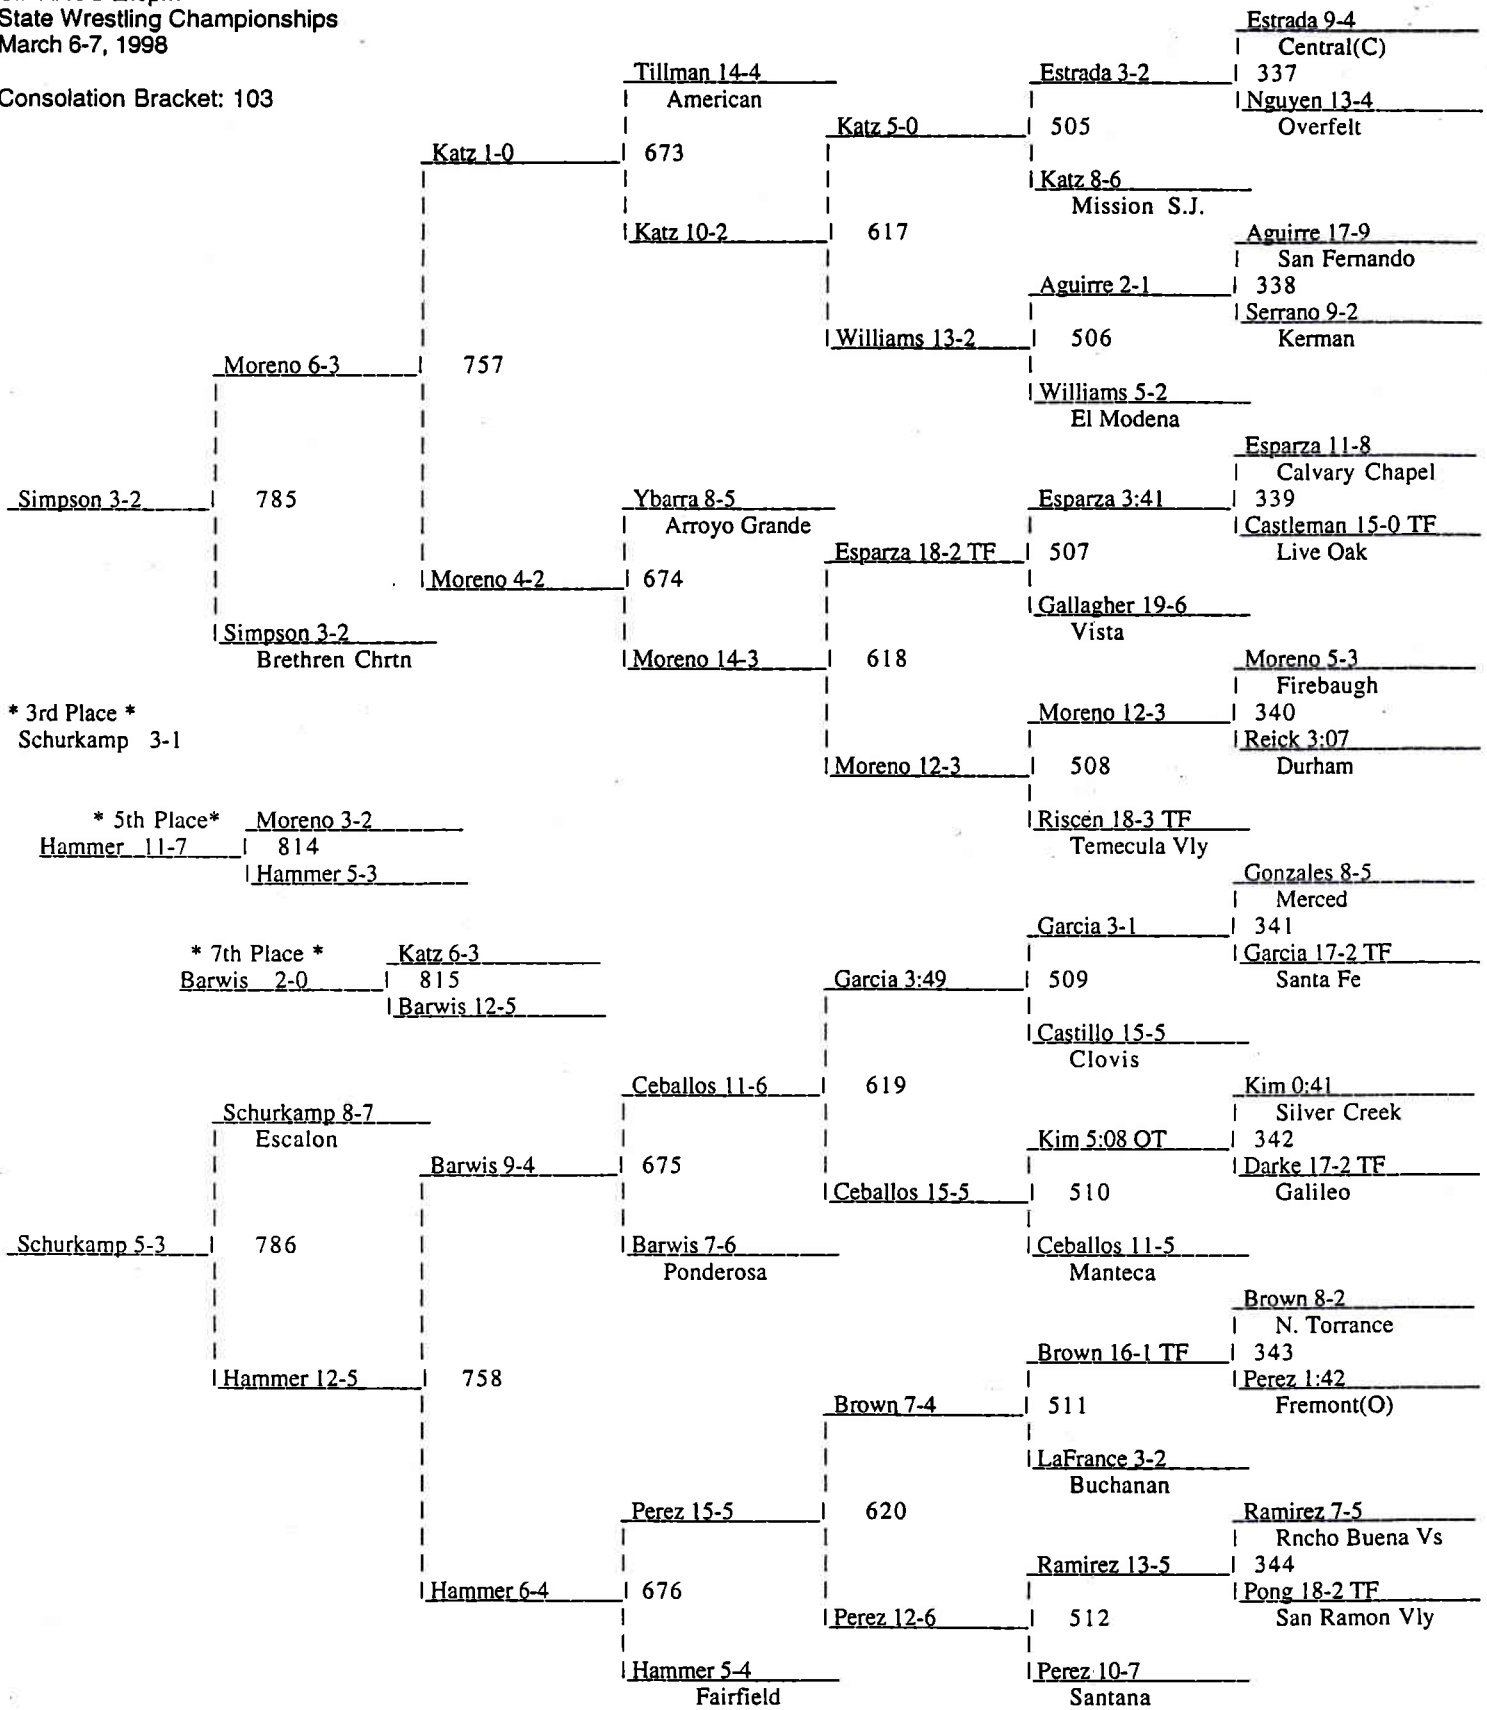 State Wrestling Championships
March 6-7, 1998
Consolation Bracket: 103
Estrada 9-4
Central(C)
337
Nguyen 13-4
Overfelt
Aguirre 17-9
San Fernando
338
Serrano 9-2
Kerman
Esparza 11-8
Calvary Chapel
339
Castleman 15-0 TF
Live Oak
Moreno 5-3
Firebaugh
340
Reick 3:07
Durham
Gonzales 8-5
Merced
341
Garcia 17-2 TF
Santa Fe
Kim 0:41
Silver Creek
342
Darke 17-2 TF
Galileo
Brown 8-2
N. Torrance
343
Perez 1:42
Fremont(O)
Ramirez 7-5
Rncho Buena Vs
344
Pong 18-2 TF
San Ramon Vly
Estrada 3-2
505
Katz 8-6
Mission S.J.
Aguirre 2-1
506
Williams 5-2
El Modena
Esparza 3:41
507
Gallagher 19-6
Vista
Moreno 12-3
508
Riscen 18-3 TF
Temecula Vly
Garcia 3-1
509
Castillo 15-5
Clovis
Kim 5:08 OT
510
Ceballos 11-5
Manteca
Brown 16-1 TF
511
LaFrance 3-2
Buchanan
Ramirez 13-5
512
Perez 10-7
Santana
Katz 5-0
617
Williams 13-2
Esparza 18-2 TF
618
Moreno 12-3
Garcia 3:49
619
Ceballos 15-5
Brown 7-4
620
Perez 12-6
Tillman 14-4
American
673
Katz 10-2
Ybarra 8-5
Arroyo Grande
674
Moreno 14-3
Ceballos 11-6
675
Barwis 7-6
Ponderosa
Perez 15-5
676
Hammer 5-4
Fairfield
Katz 1-0
757
Moreno 4-2
Barwis 9-4
758
Hammer 6-4
Moreno 6-3
785
Simpson 3-2
Brethren Chrtn
Schurkamp 8-7
Escalon
786
Hammer 12-5
Simpson 3-2
Schurkamp 5-3
* 3rd Place *
Schurkamp 3-1
* 5th Place*
Moreno 3-2
Hammer 11-7
814
Hammer 5-3
* 7th Place *
Katz 6-3
Barwis 2-0
815
Barwis 12-5